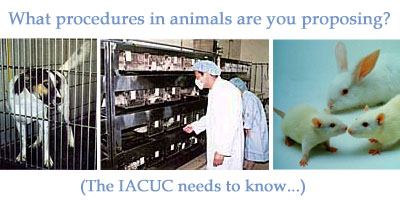 What procedures in animals are you proposing?
(The IACUC needs to know...)